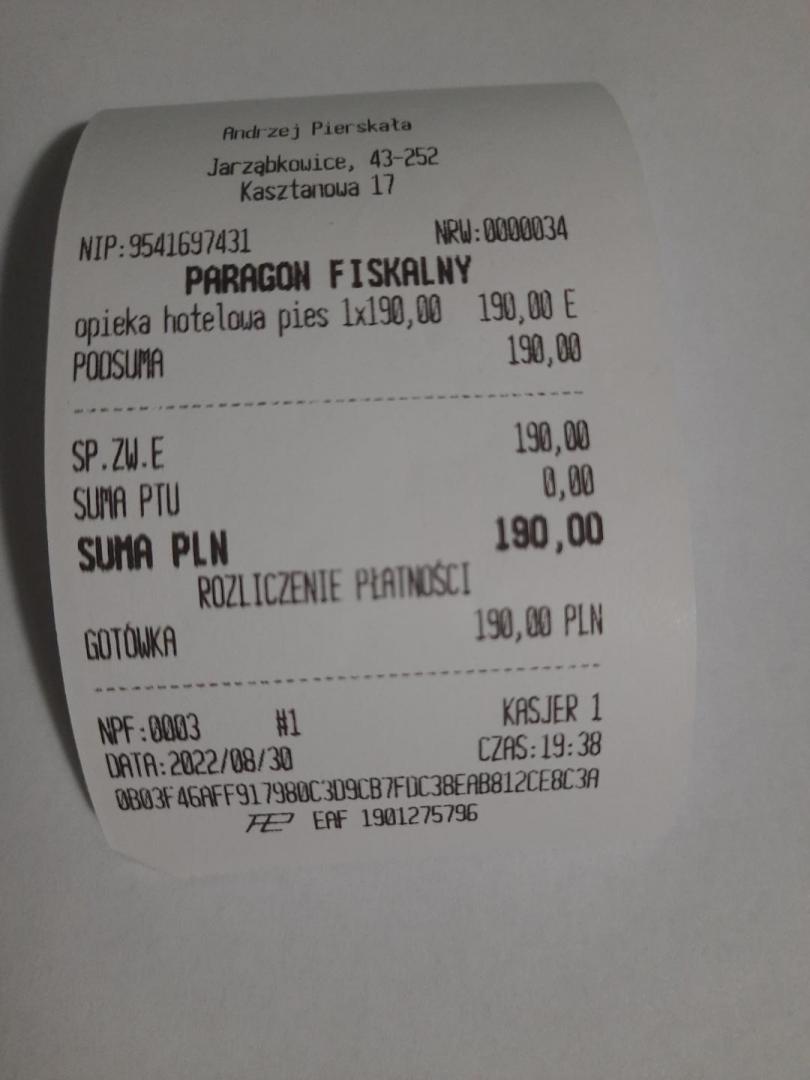 Andrzej Pierskała
Jarząbkowice, 43-252
Kasztanowa 17
NIP:9541697431 NRW:0000034
PARAGON FISKALNY
opieka hotelowa pies 1x190,00 190,00 E
PODSUMA 190,00
SP.ZW.E 190,00
SUMA PTU 0,00
SUMA PLN 190,00
ROZLICZENIE PŁATNOŚCI
GOTÓWKA 190,00 PLN
NPF:0003 #1 KASJER 1
DATA:2022/08/30 CZAS:19:38
0B03F46AFF917980C3D9CB7FDC38EAB812CE8C3A
EAF 1901275796